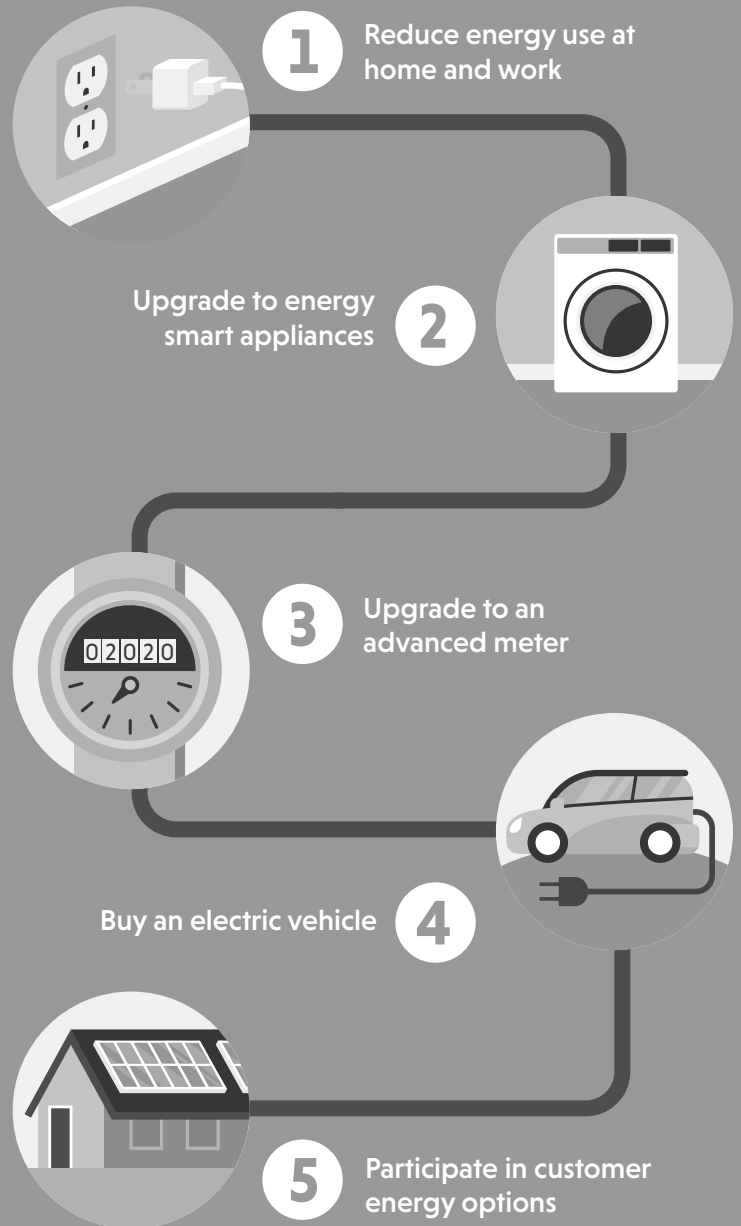 1
Reduce energy use at
home and work
Upgrade to energy
smart appliances
2
02020
3
Upgrade to an
advanced meter
Buy an electric vehicle
4
5
Participate in customer
energy options